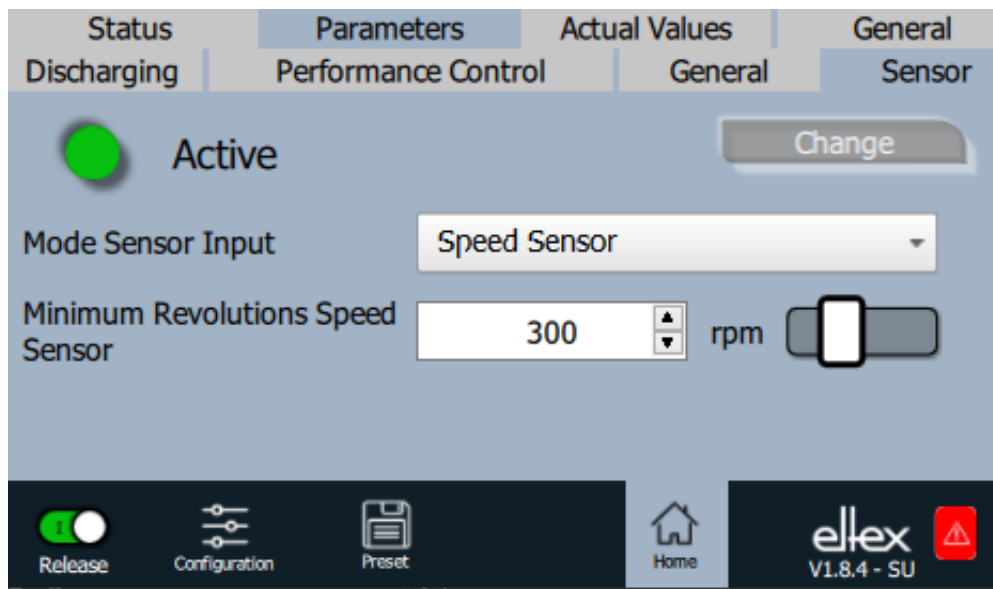 Status Parameters Actual Values General
Discharging Performance Control General Sensor
Active Change
Mode Sensor Input Speed Sensor
Minimum Revolutions Speed
Sensor 300 rpm
I
Release Configuration Preset Home eltex
V1.8.4 - SU